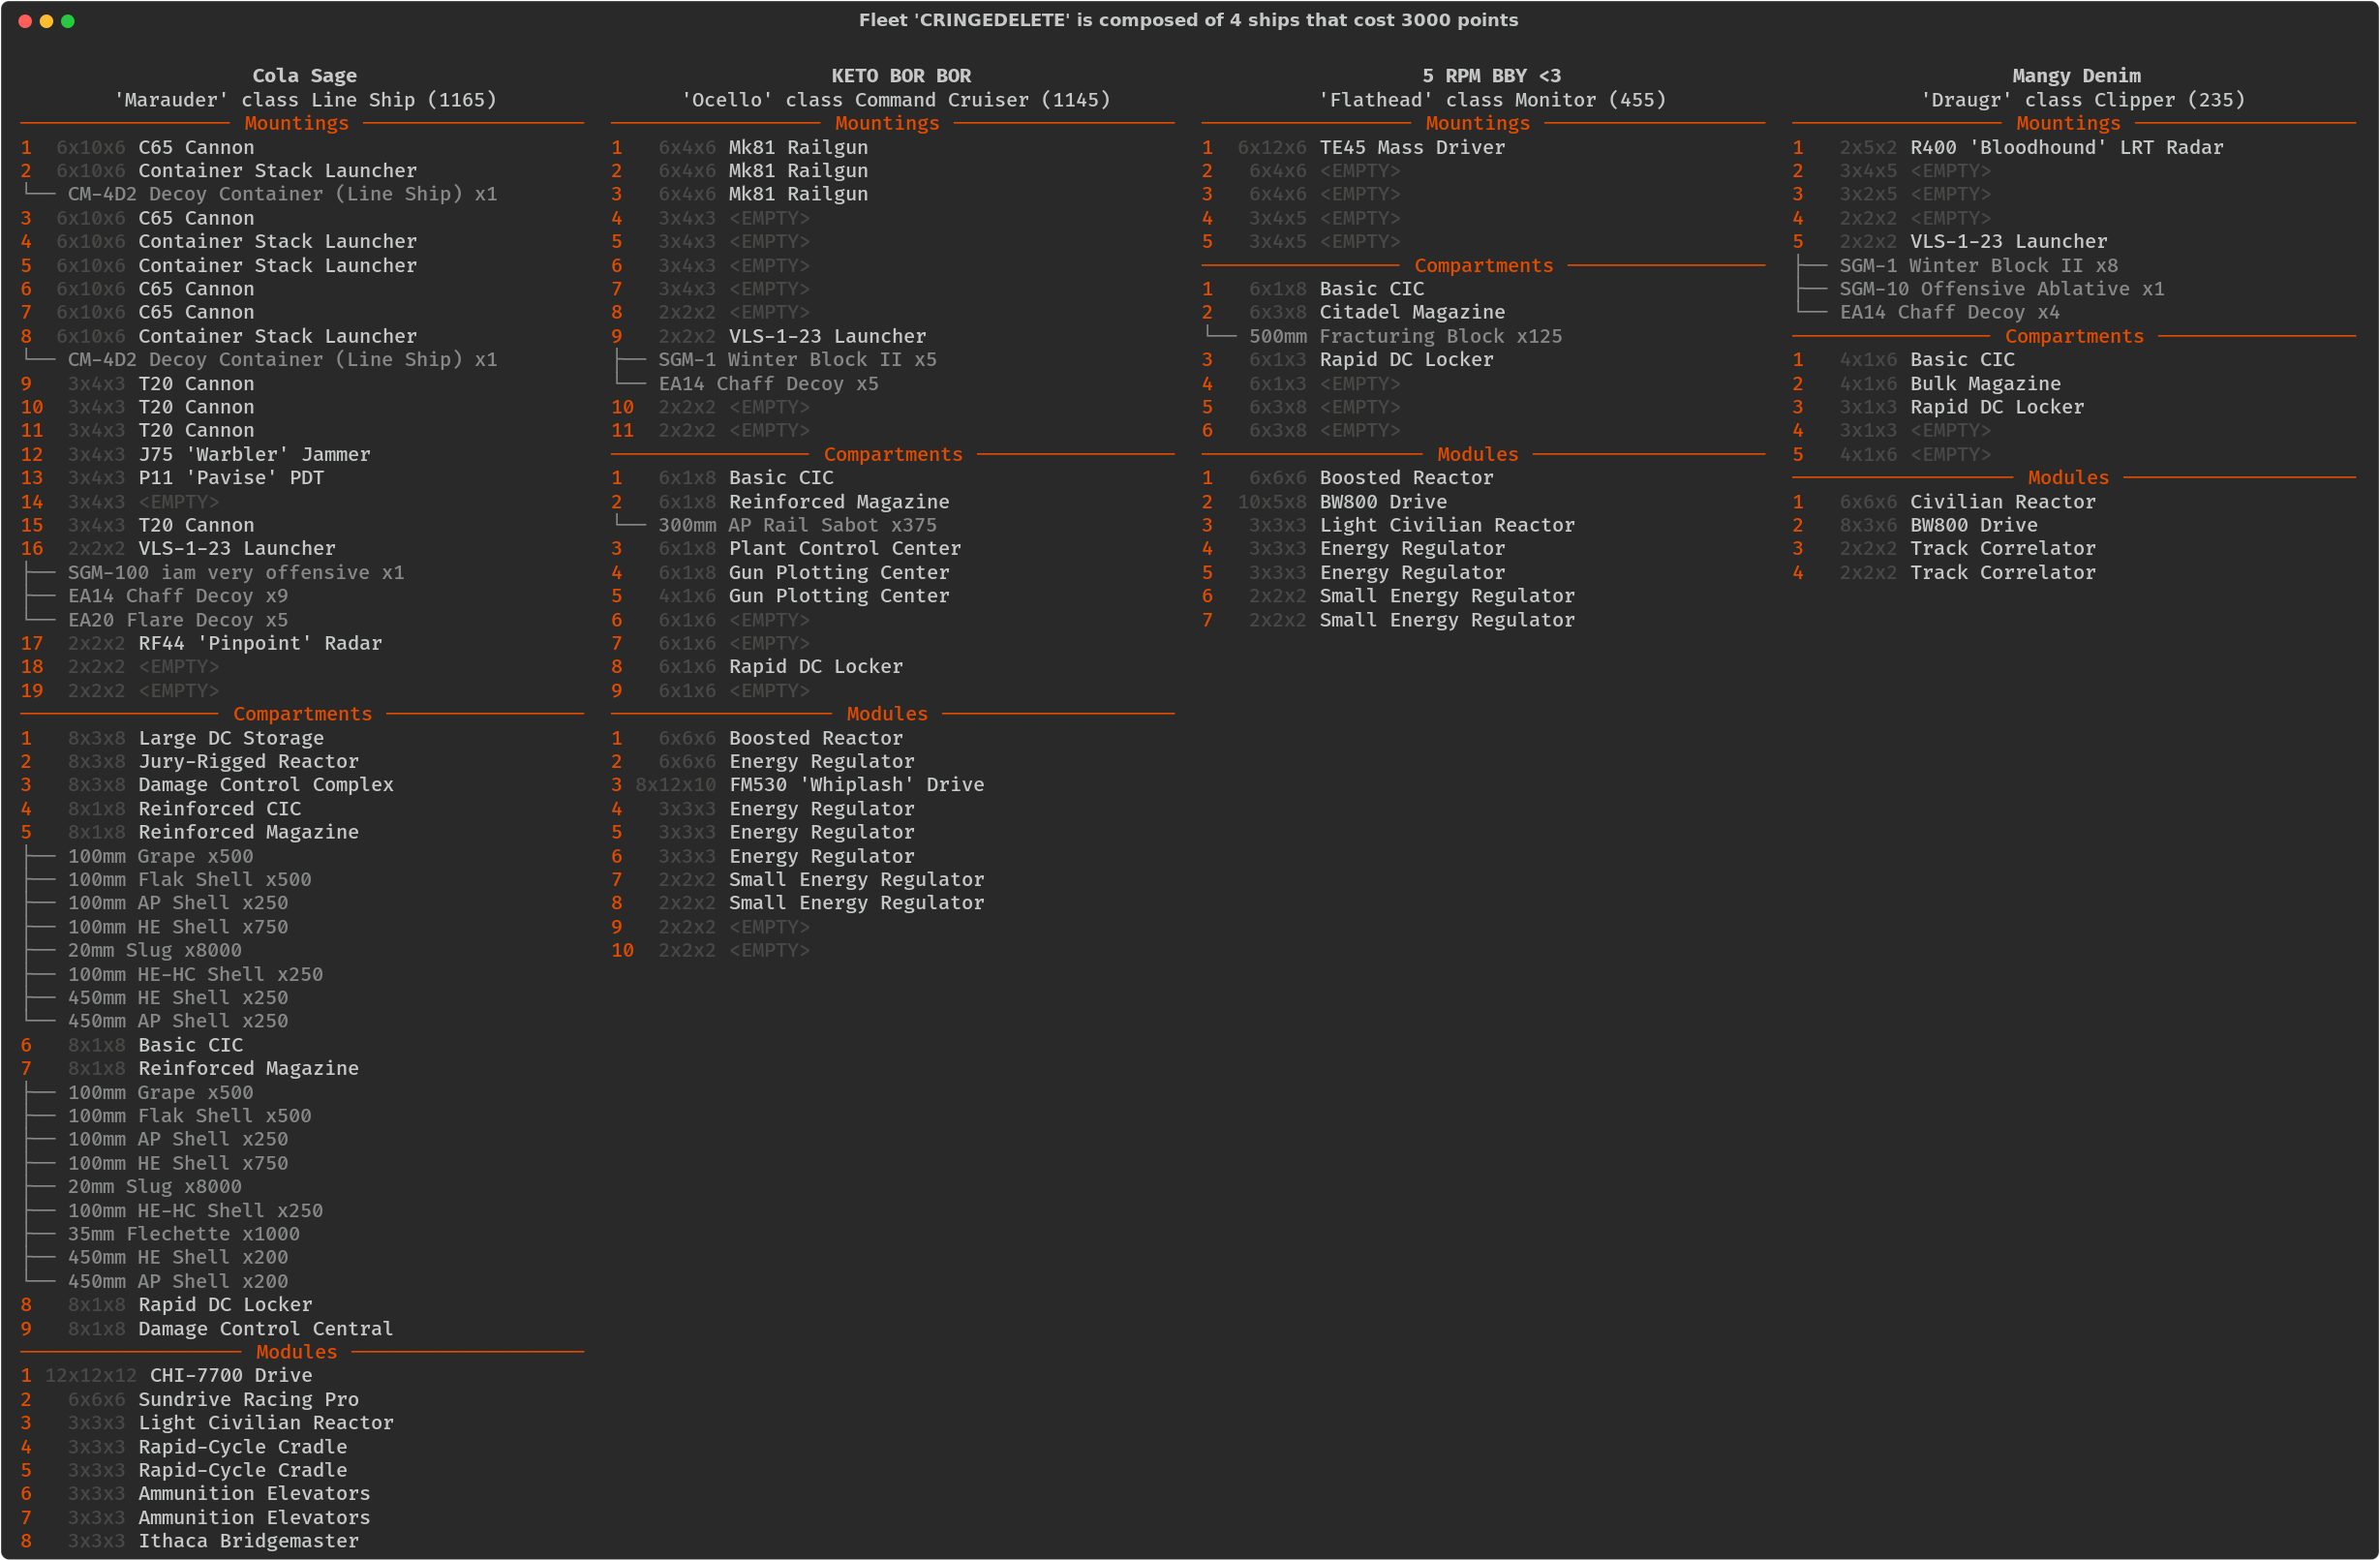 Fleet 'CRINGEDELETE' is composed of 4 ships that cost 3000 points
Cola Sage
'Marauder' class Line Ship (1165)
Mountings
1 6x10x6 C65 Cannon
2 6x10x6 Container Stack Launcher
└── CM-4D2 Decoy Container (Line Ship) x1
3 6x10x6 C65 Cannon
4 6x10x6 Container Stack Launcher
5 6x10x6 Container Stack Launcher
6 6x10x6 C65 Cannon
7 6x10x6 C65 Cannon
8 6x10x6 Container Stack Launcher
└── CM-4D2 Decoy Container (Line Ship) x1
9 3x4x3 T20 Cannon
10 3x4x3 T20 Cannon
11 3x4x3 T20 Cannon
12 3x4x3 J75 'Warbler' Jammer
13 3x4x3 P11 'Pavise' PDT
14 3x4x3 <EMPTY>
15 3x4x3 T20 Cannon
16 2x2x2 VLS-1-23 Launcher
├── SGM-100 iam very offensive x1
├── EA14 Chaff Decoy x9
└── EA20 Flare Decoy x5
17 2x2x2 RF44 'Pinpoint' Radar
18 2x2x2 <EMPTY>
19 2x2x2 <EMPTY>
Compartments
1 8x3x8 Large DC Storage
2 8x3x8 Jury-Rigged Reactor
3 8x3x8 Damage Control Complex
4 8x1x8 Reinforced CIC
5 8x1x8 Reinforced Magazine
├── 100mm Grape x500
├── 100mm Flak Shell x500
├── 100mm AP Shell x250
├── 100mm HE Shell x750
├── 20mm Slug x8000
├── 100mm HE-HC Shell x250
├── 450mm HE Shell x250
└── 450mm AP Shell x250
6 8x1x8 Basic CIC
7 8x1x8 Reinforced Magazine
├── 100mm Grape x500
├── 100mm Flak Shell x500
├── 100mm AP Shell x250
├── 100mm HE Shell x750
├── 20mm Slug x8000
├── 100mm HE-HC Shell x250
├── 35mm Flechette x1000
├── 450mm HE Shell x200
└── 450mm AP Shell x200
8 8x1x8 Rapid DC Locker
9 8x1x8 Damage Control Central
Modules
1 12x12x12 CHI-7700 Drive
2 6x6x6 Sundrive Racing Pro
3 3x3x3 Light Civilian Reactor
4 3x3x3 Rapid-Cycle Cradle
5 3x3x3 Rapid-Cycle Cradle
6 3x3x3 Ammunition Elevators
7 3x3x3 Ammunition Elevators
8 3x3x3 Ithaca Bridgemaster
KETO BOR BOR
'Ocello' class Command Cruiser (1145)
Mountings
1 6x4x6 Mk81 Railgun
2 6x4x6 Mk81 Railgun
3 6x4x6 Mk81 Railgun
4 3x4x3 <EMPTY>
5 3x4x3 <EMPTY>
6 3x4x3 <EMPTY>
7 3x4x3 <EMPTY>
8 2x2x2 <EMPTY>
9 2x2x2 VLS-1-23 Launcher
├── SGM-1 Winter Block II x5
└── EA14 Chaff Decoy x5
10 2x2x2 <EMPTY>
11 2x2x2 <EMPTY>
Compartments
1 6x1x8 Basic CIC
2 6x1x8 Reinforced Magazine
└── 300mm AP Rail Sabot x375
3 6x1x8 Plant Control Center
4 6x1x8 Gun Plotting Center
5 4x1x6 Gun Plotting Center
6 6x1x6 <EMPTY>
7 6x1x6 <EMPTY>
8 6x1x6 Rapid DC Locker
9 6x1x6 <EMPTY>
Modules
1 6x6x6 Boosted Reactor
2 6x6x6 Energy Regulator
3 8x12x10 FM530 'Whiplash' Drive
4 3x3x3 Energy Regulator
5 3x3x3 Energy Regulator
6 3x3x3 Energy Regulator
7 2x2x2 Small Energy Regulator
8 2x2x2 Small Energy Regulator
9 2x2x2 <EMPTY>
10 2x2x2 <EMPTY>
5 RPM BBY <3
'Flathead' class Monitor (455)
Mountings
1 6x12x6 TE45 Mass Driver
2 6x4x6 <EMPTY>
3 6x4x6 <EMPTY>
4 3x4x5 <EMPTY>
5 3x4x5 <EMPTY>
Compartments
1 6x1x8 Basic CIC
2 6x3x8 Citadel Magazine
└── 500mm Fracturing Block x125
3 6x1x3 Rapid DC Locker
4 6x1x3 <EMPTY>
5 6x3x8 <EMPTY>
6 6x3x8 <EMPTY>
Modules
1 6x6x6 Boosted Reactor
2 10x5x8 BW800 Drive
3 3x3x3 Light Civilian Reactor
4 3x3x3 Energy Regulator
5 3x3x3 Energy Regulator
6 2x2x2 Small Energy Regulator
7 2x2x2 Small Energy Regulator
Mangy Denim
'Draugr' class Clipper (235)
Mountings
1 2x5x2 R400 'Bloodhound' LRT Radar
2 3x4x5 <EMPTY>
3 3x2x5 <EMPTY>
4 2x2x2 <EMPTY>
5 2x2x2 VLS-1-23 Launcher
├── SGM-1 Winter Block II x8
├── SGM-10 Offensive Ablative x1
└── EA14 Chaff Decoy x4
Compartments
1 4x1x6 Basic CIC
2 4x1x6 Bulk Magazine
3 3x1x3 Rapid DC Locker
4 3x1x3 <EMPTY>
5 4x1x6 <EMPTY>
Modules
1 6x6x6 Civilian Reactor
2 8x3x6 BW800 Drive
3 2x2x2 Track Correlator
4 2x2x2 Track Correlator